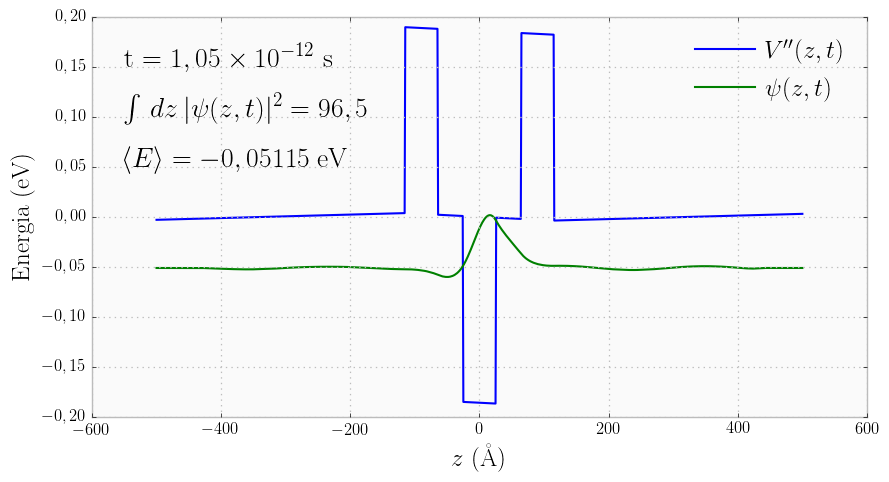 0,20
0,15
0,10
0,05
0,00
−0,05
−0,10
−0,15
−0,20
Energia (eV)
t = 1,05 × 10⁻¹² s
∫ dz |ψ(z, t)|² = 96,5
⟨E⟩ = −0,05115 eV
V′′(z, t)
ψ(z, t)
−600 −400 −200 0 200 400 600
z (Å)